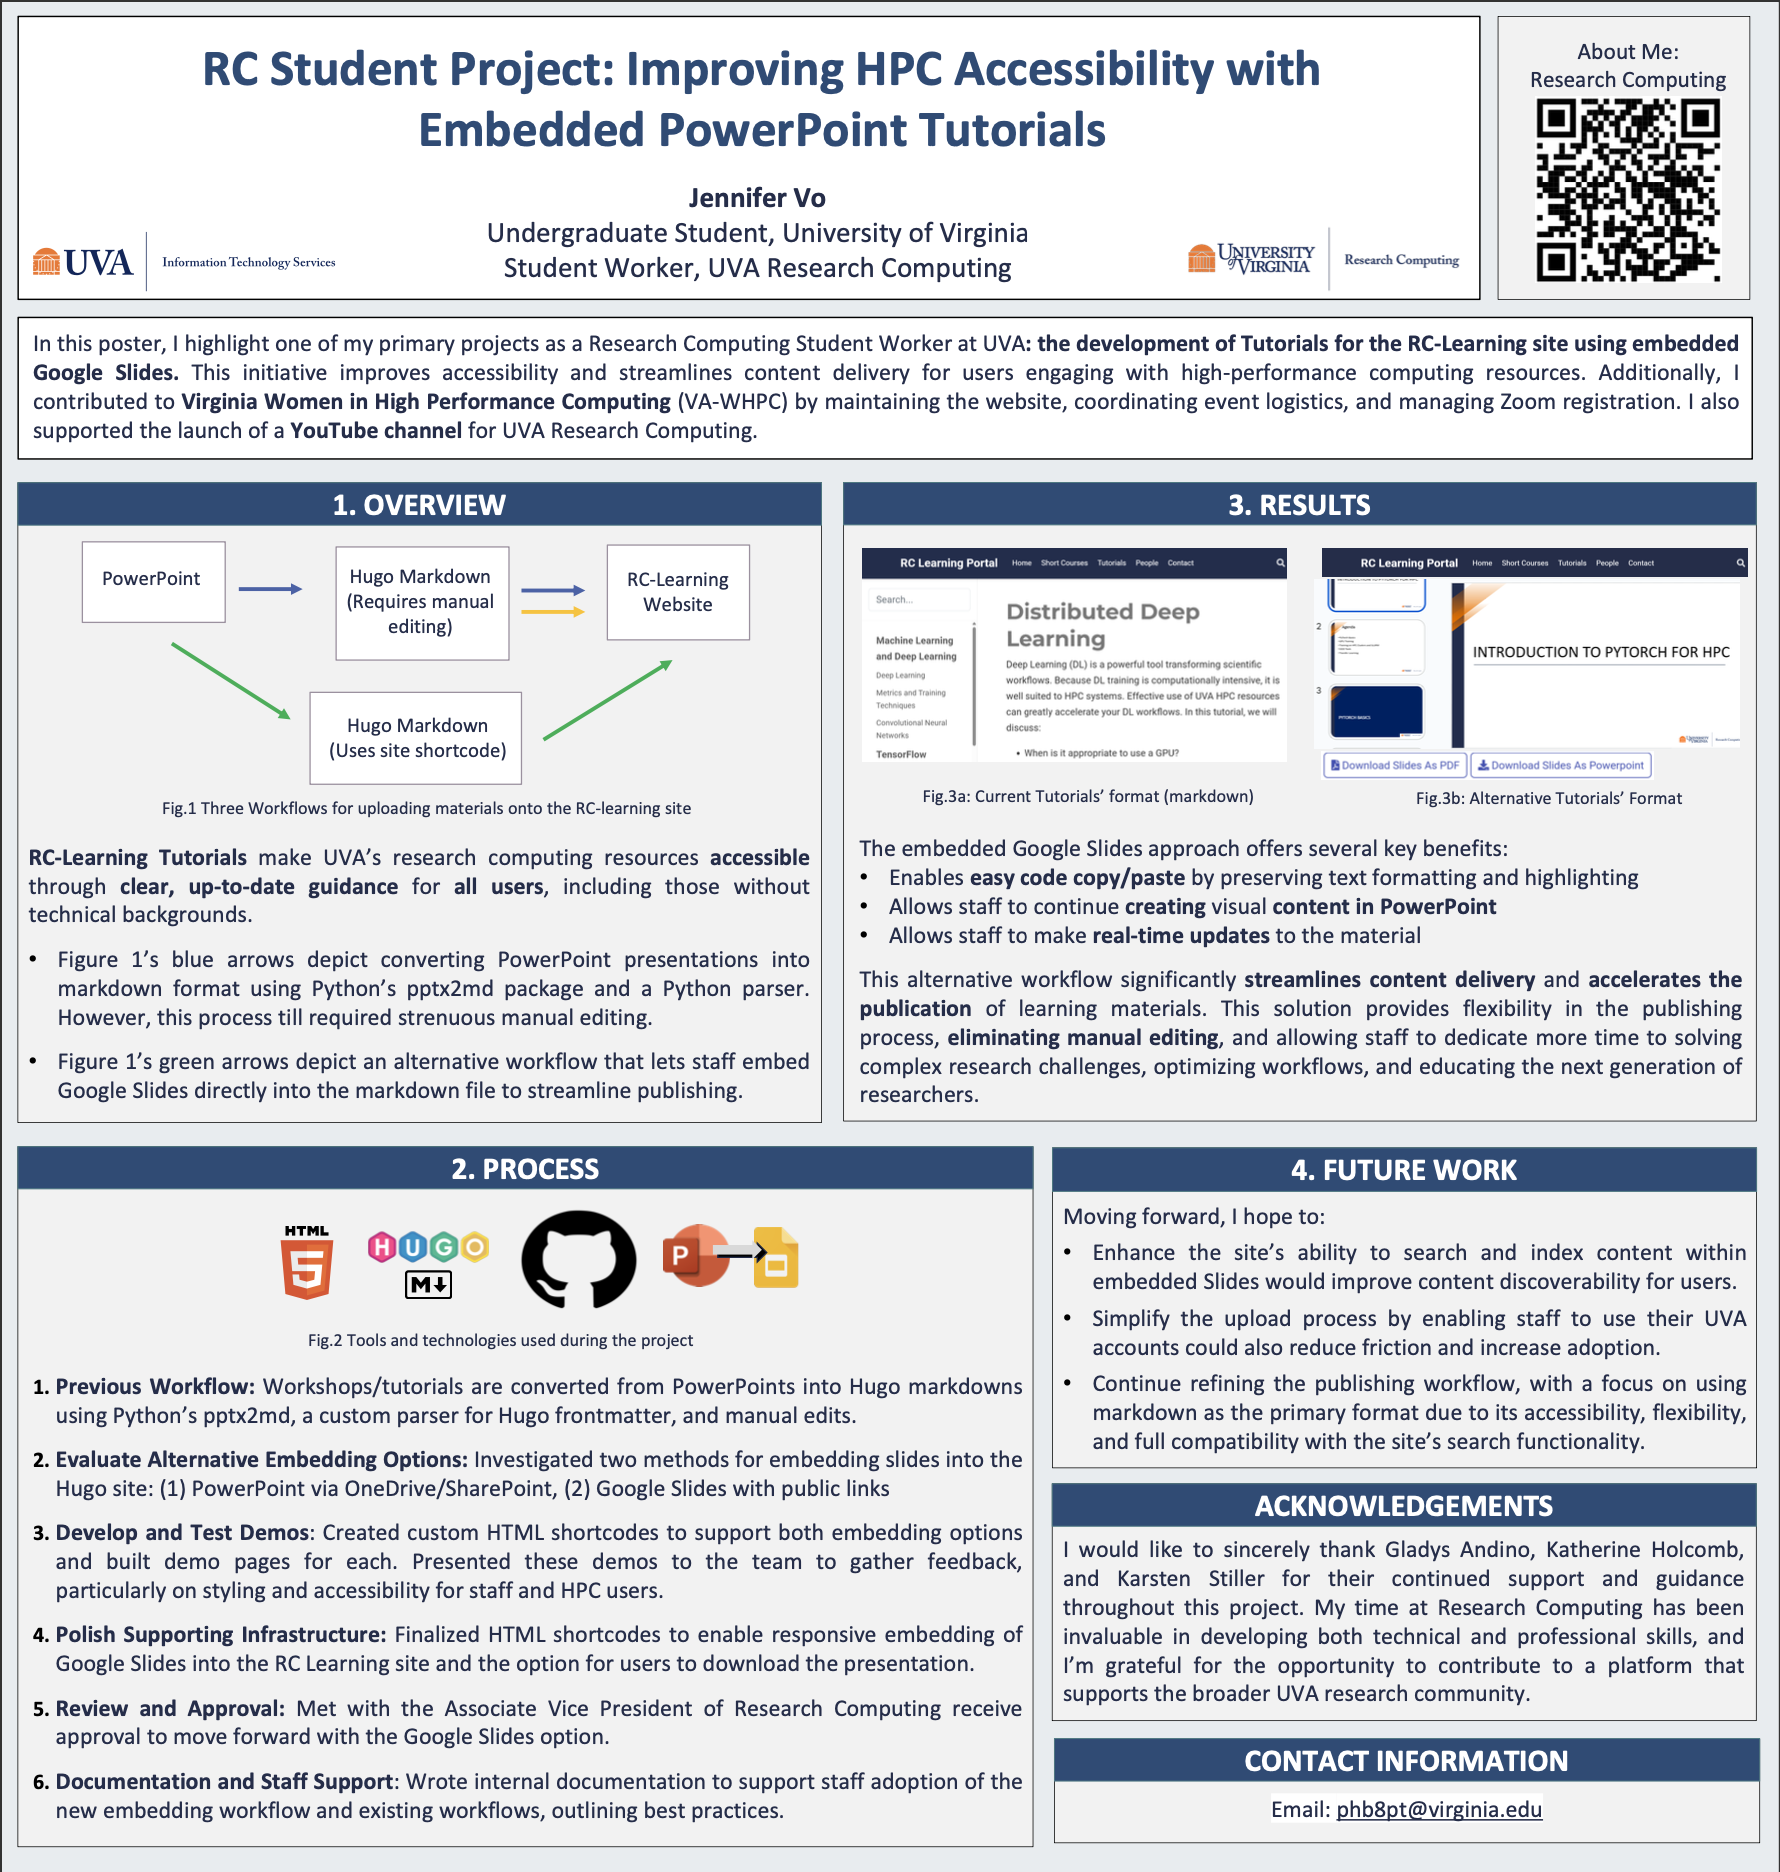 RC Student Project: Improving HPC Accessibility with
Embedded PowerPoint Tutorials
Jennifer Vo
Undergraduate Student, University of Virginia
Student Worker, UVA Research Computing
UVA
Information Technology Services
UNIVERSITY
of VIRGINIA
Research Computing
About Me:
Research Computing
In this poster, I highlight one of my primary projects as a Research Computing Student Worker at UVA: the development of Tutorials for the RC-Learning site using embedded
Google Slides. This initiative improves accessibility and streamlines content delivery for users engaging with high-performance computing resources. Additionally, I
contributed to Virginia Women in High Performance Computing (VA-WHPC) by maintaining the website, coordinating event logistics, and managing Zoom registration. I also
supported the launch of a YouTube channel for UVA Research Computing.
1. OVERVIEW
PowerPoint
Hugo Markdown
(Requires manual
editing)
RC-Learning
Website
Hugo Markdown
(Uses site shortcode)
Fig.1 Three Workflows for uploading materials onto the RC-learning site
RC-Learning Tutorials make UVA's research computing resources accessible
through clear, up-to-date guidance for all users, including those without
technical backgrounds.
• Figure 1's blue arrows depict converting PowerPoint presentations into
markdown format using Python's pptx2md package and a Python parser.
However, this process till required strenuous manual editing.
• Figure 1's green arrows depict an alternative workflow that lets staff embed
Google Slides directly into the markdown file to streamline publishing.
3. RESULTS
RC Learning Portal Home Short Courses Tutorials People Contact
Search...
Machine Learning
and Deep Learning
Deep Learning
Metrics and Training
Techniques
Convolutional Neural
Networks
TensorFlow
Distributed Deep
Learning
Deep Learning (DL) is a powerful tool transforming scientific
workflows. Because DL training is computationally intensive, it is
well suited to HPC systems. Effective use of UVA HPC resources
can greatly accelerate your DL workflows. In this tutorial, we will
discuss:
• When is it appropriate to use a GPU?
Fig.3a: Current Tutorials' format (markdown)
RC Learning Portal Home Short Courses Tutorials People Contact
2
Agenda
3
PYTORCH BASICS
INTRODUCTION TO PYTORCH FOR HPC
Download Slides As PDF
Download Slides As Powerpoint
Fig.3b: Alternative Tutorials' Format
The embedded Google Slides approach offers several key benefits:
• Enables easy code copy/paste by preserving text formatting and highlighting
• Allows staff to continue creating visual content in PowerPoint
• Allows staff to make real-time updates to the material
This alternative workflow significantly streamlines content delivery and accelerates the
publication of learning materials. This solution provides flexibility in the publishing
process, eliminating manual editing, and allowing staff to dedicate more time to solving
complex research challenges, optimizing workflows, and educating the next generation of
researchers.
2. PROCESS
HTML
5
HUGO
M
P
Fig.2 Tools and technologies used during the project
1. Previous Workflow: Workshops/tutorials are converted from PowerPoints into Hugo markdowns
using Python's pptx2md, a custom parser for Hugo frontmatter, and manual edits.
2. Evaluate Alternative Embedding Options: Investigated two methods for embedding slides into the
Hugo site: (1) PowerPoint via OneDrive/SharePoint, (2) Google Slides with public links
3. Develop and Test Demos: Created custom HTML shortcodes to support both embedding options
and built demo pages for each. Presented these demos to the team to gather feedback,
particularly on styling and accessibility for staff and HPC users.
4. Polish Supporting Infrastructure: Finalized HTML shortcodes to enable responsive embedding of
Google Slides into the RC Learning site and the option for users to download the presentation.
5. Review and Approval: Met with the Associate Vice President of Research Computing receive
approval to move forward with the Google Slides option.
6. Documentation and Staff Support: Wrote internal documentation to support staff adoption of the
new embedding workflow and existing workflows, outlining best practices.
4. FUTURE WORK
Moving forward, I hope to:
• Enhance the site's ability to search and index content within
embedded Slides would improve content discoverability for users.
• Simplify the upload process by enabling staff to use their UVA
accounts could also reduce friction and increase adoption.
• Continue refining the publishing workflow, with a focus on using
markdown as the primary format due to its accessibility, flexibility,
and full compatibility with the site's search functionality.
ACKNOWLEDGEMENTS
I would like to sincerely thank Gladys Andino, Katherine Holcomb,
and Karsten Stiller for their continued support and guidance
throughout this project. My time at Research Computing has been
invaluable in developing both technical and professional skills, and
I'm grateful for the opportunity to contribute to a platform that
supports the broader UVA research community.
CONTACT INFORMATION
Email: phb8pt@virginia.edu